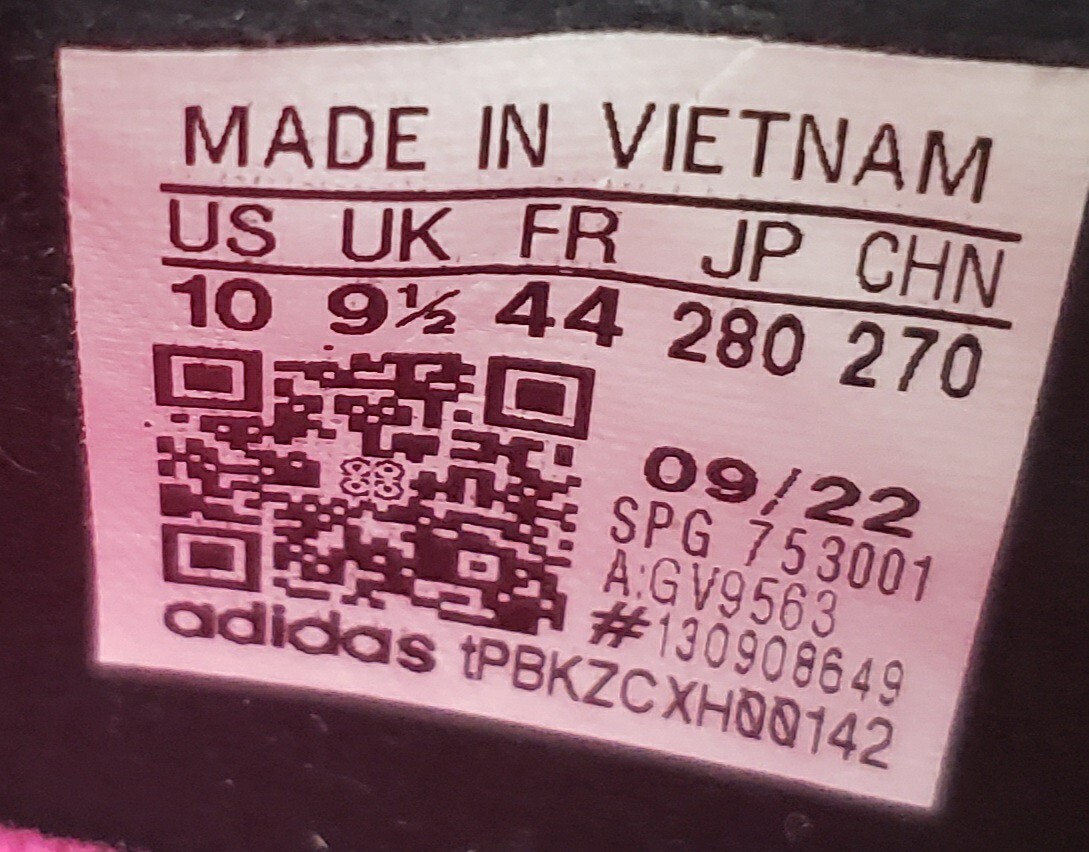 MADE IN VIETNAM
US UK FR JP CHN
10 9½ 44 280 270
09/22
SPG 753001
A:GV9563
#130908649
adidas tPBKZCXH00142